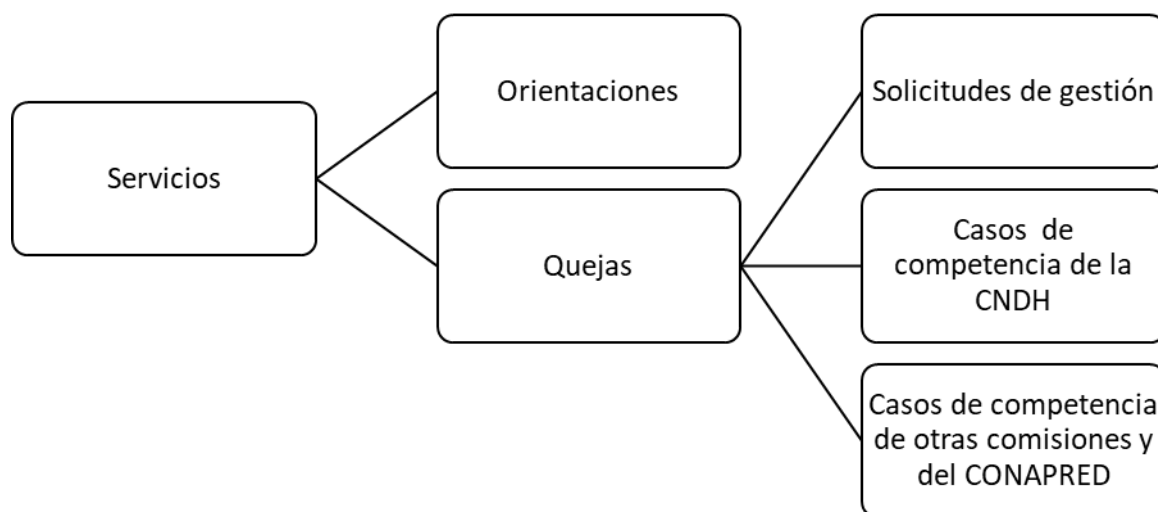 Servicios
Orientaciones
Quejas
Solicitudes de gestión
Casos de
competencia de la
CNDH
Casos de competencia
de otras comisiones y
del CONAPRED